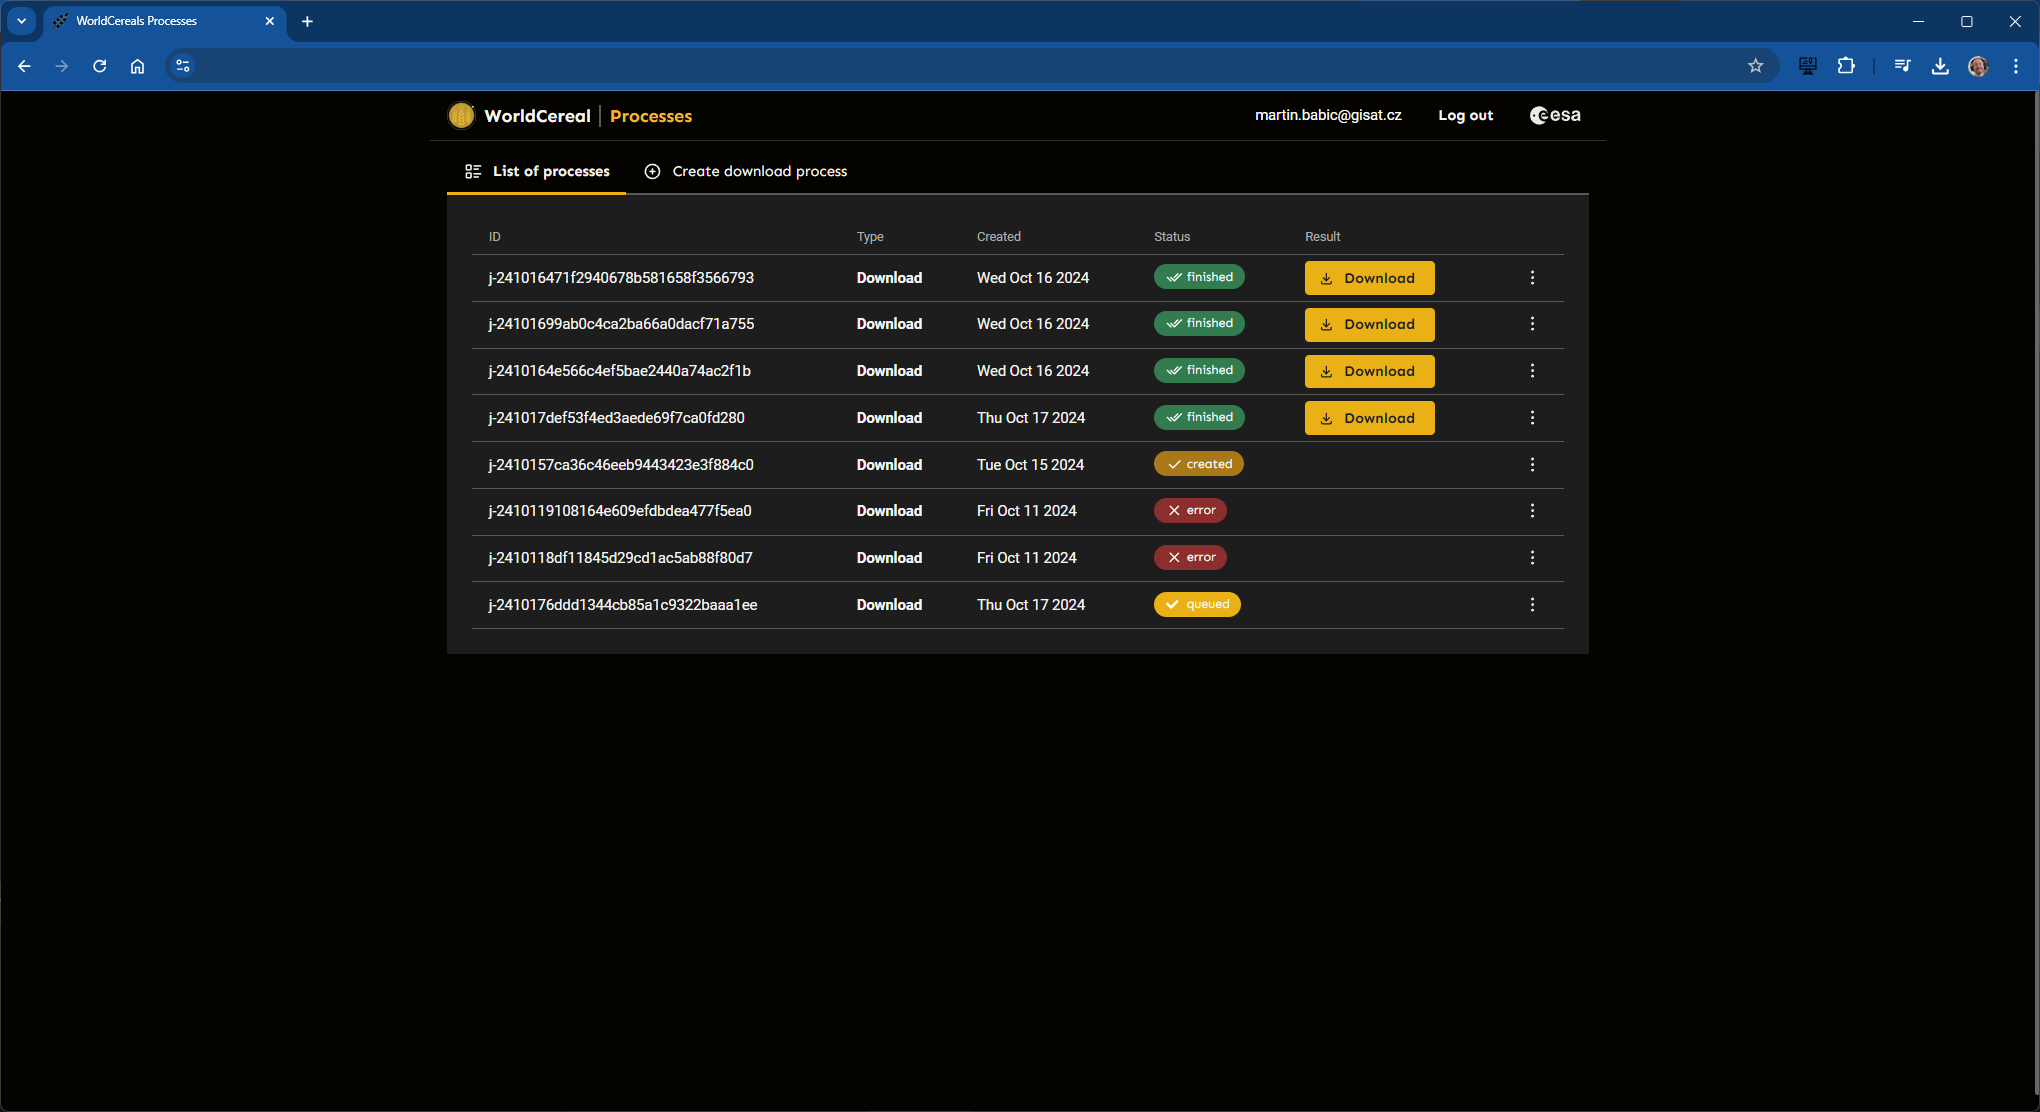 WorldCereals Processes
WorldCereal | Processes
martin.babic@gisat.cz Log out esa
List of processes Create download process
ID Type Created Status Result
j-241016471f2940678b581658f3566793 Download Wed Oct 16 2024 finished Download
j-24101699ab0c4ca2ba66a0dacf71a755 Download Wed Oct 16 2024 finished Download
j-2410164e566c4ef5bae2440a74ac2f1b Download Wed Oct 16 2024 finished Download
j-241017def53f4ed3aede69f7ca0fd280 Download Thu Oct 17 2024 finished Download
j-2410157ca36c46eeb9443423e3f884c0 Download Tue Oct 15 2024 created
j-2410119108164e609efdbdea477f5ea0 Download Fri Oct 11 2024 error
j-2410118df11845d29cd1ac5ab88f80d7 Download Fri Oct 11 2024 error
j-2410176ddd1344cb85a1c9322baaa1ee Download Thu Oct 17 2024 queued